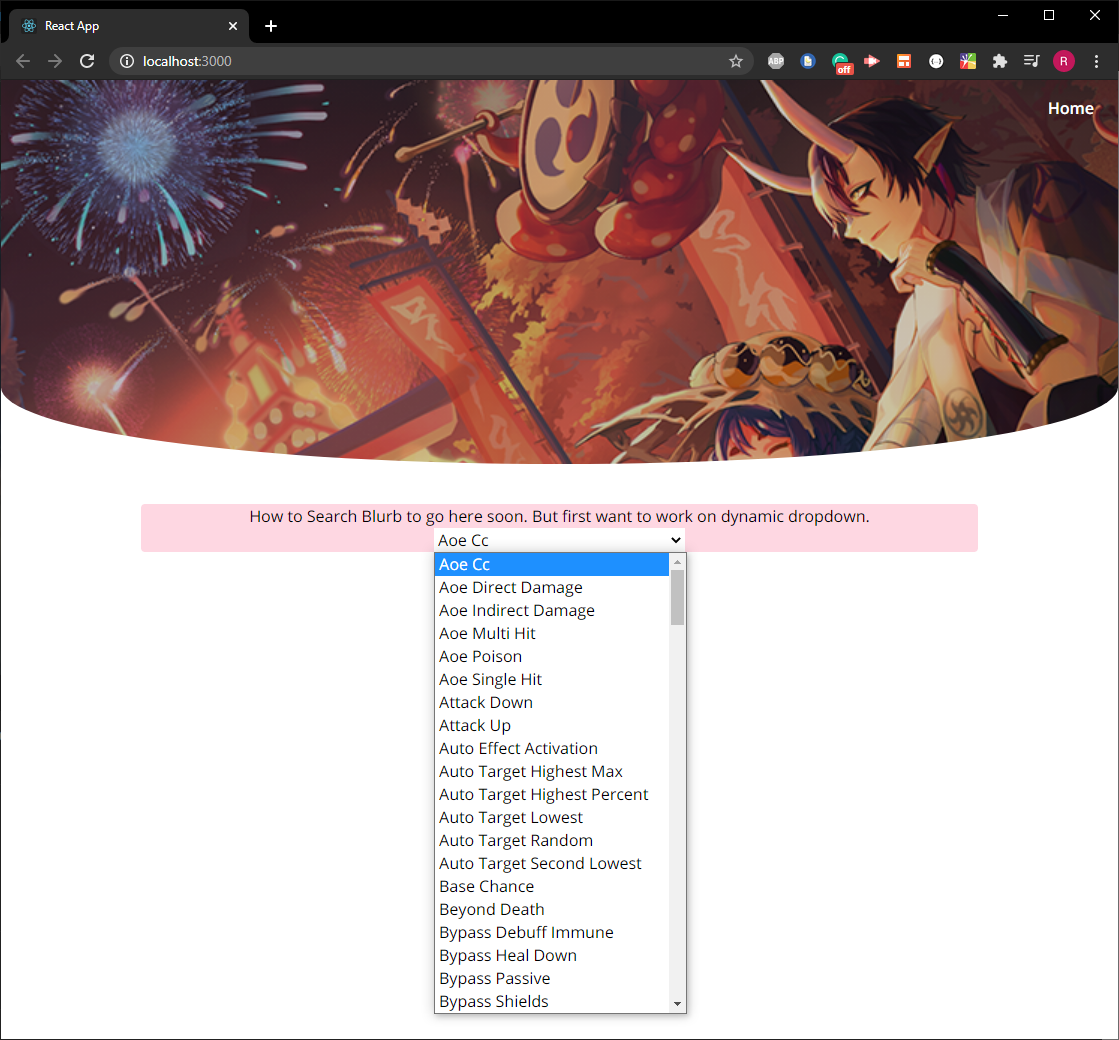 React App
localhost:3000
ABP
off
R
Home
How to Search Blurb to go here soon. But first want to work on dynamic dropdown.
Aoe Cc
Aoe Cc
Aoe Direct Damage
Aoe Indirect Damage
Aoe Multi Hit
Aoe Poison
Aoe Single Hit
Attack Down
Attack Up
Auto Effect Activation
Auto Target Highest Max
Auto Target Highest Percent
Auto Target Lowest
Auto Target Random
Auto Target Second Lowest
Base Chance
Beyond Death
Bypass Debuff Immune
Bypass Heal Down
Bypass Passive
Bypass Shields